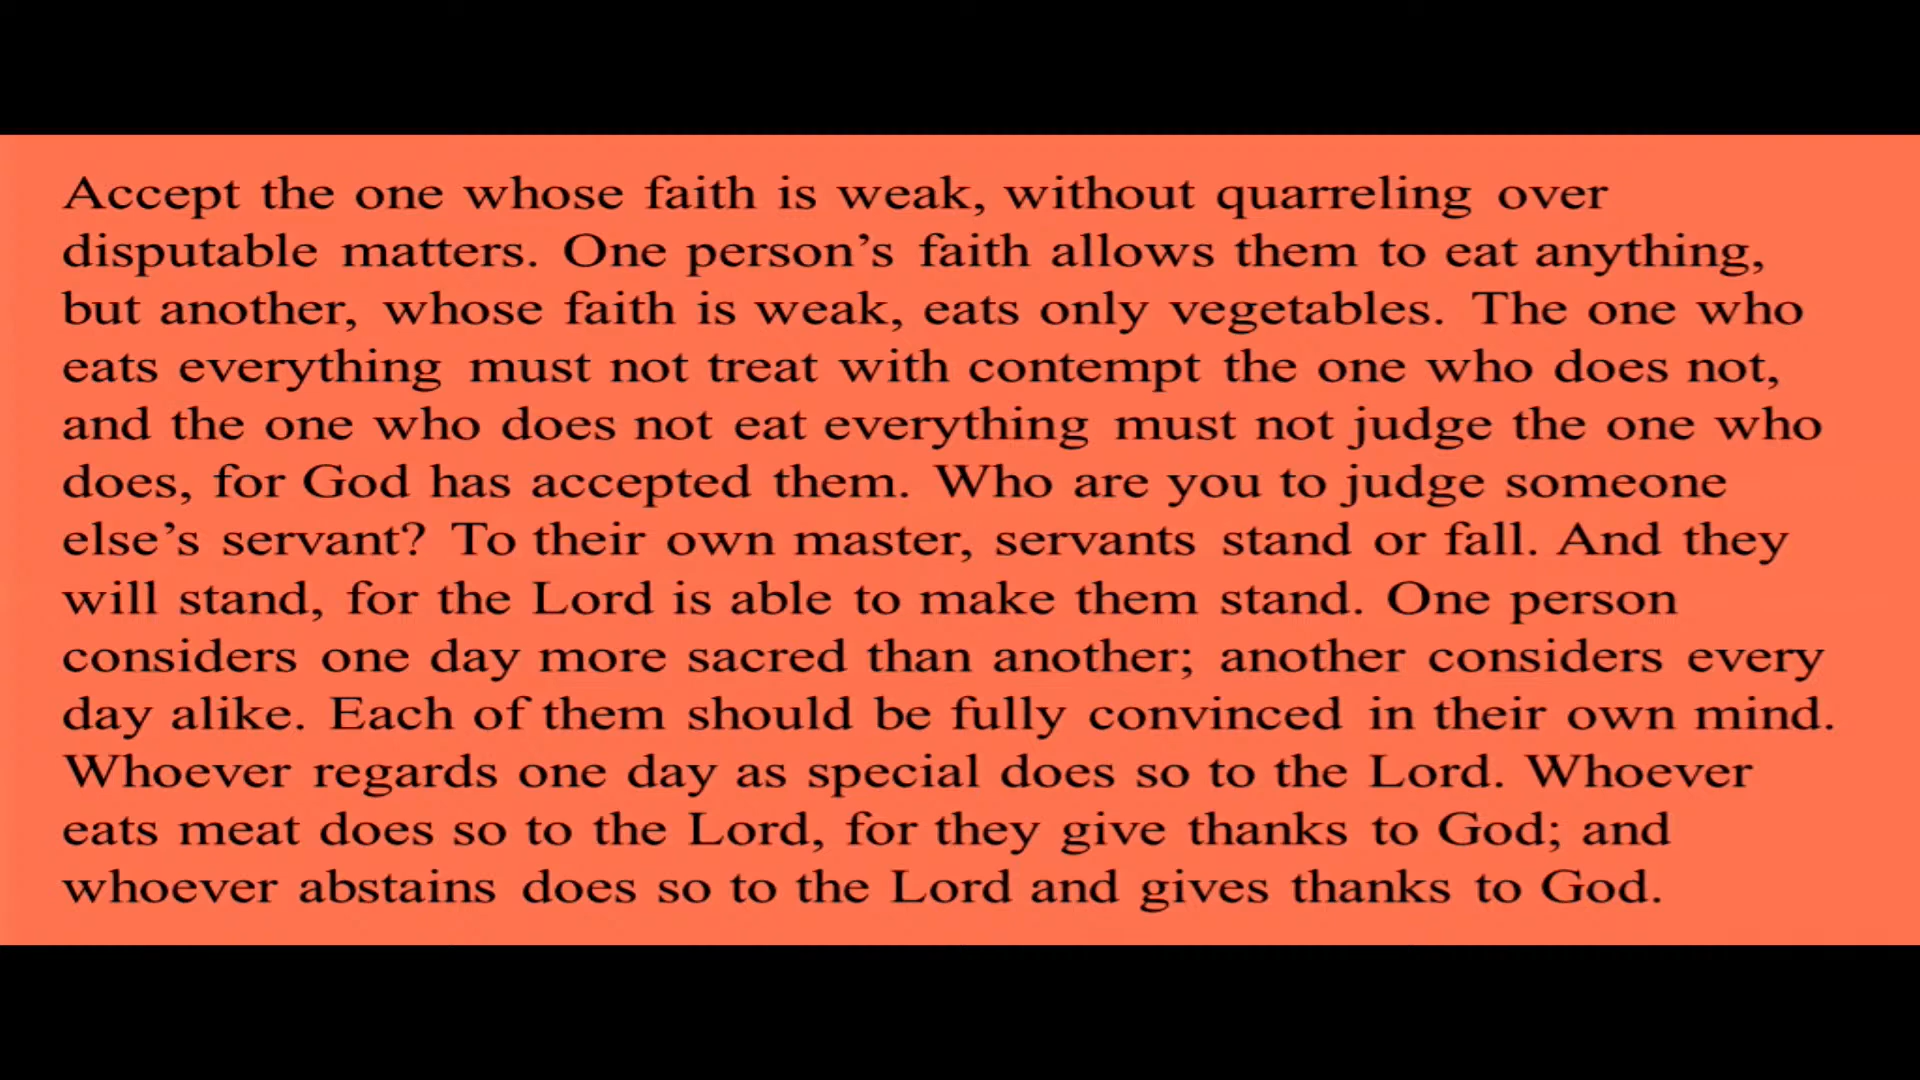 Accept the one whose faith is weak, without quarreling over
disputable matters. One person’s faith allows them to eat anything,
but another, whose faith is weak, eats only vegetables. The one who
eats everything must not treat with contempt the one who does not,
and the one who does not eat everything must not judge the one who
does, for God has accepted them. Who are you to judge someone
else’s servant? To their own master, servants stand or fall. And they
will stand, for the Lord is able to make them stand. One person
considers one day more sacred than another; another considers every
day alike. Each of them should be fully convinced in their own mind.
Whoever regards one day as special does so to the Lord. Whoever
eats meat does so to the Lord, for they give thanks to God; and
whoever abstains does so to the Lord and gives thanks to God.